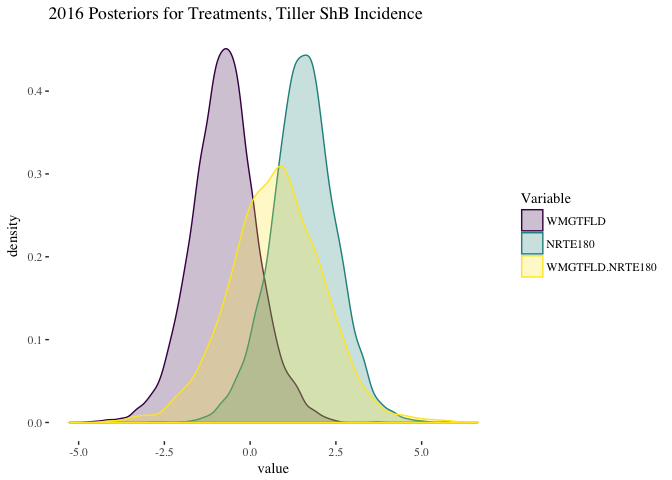 2016 Posteriors for Treatments, Tiller ShB Incidence
density
0.4
0.3
0.2
0.1
0.0
-5.0 -2.5 0.0 2.5 5.0
value
Variable
WMGTFLD
NRTE180
WMGTFLD.NRTE180